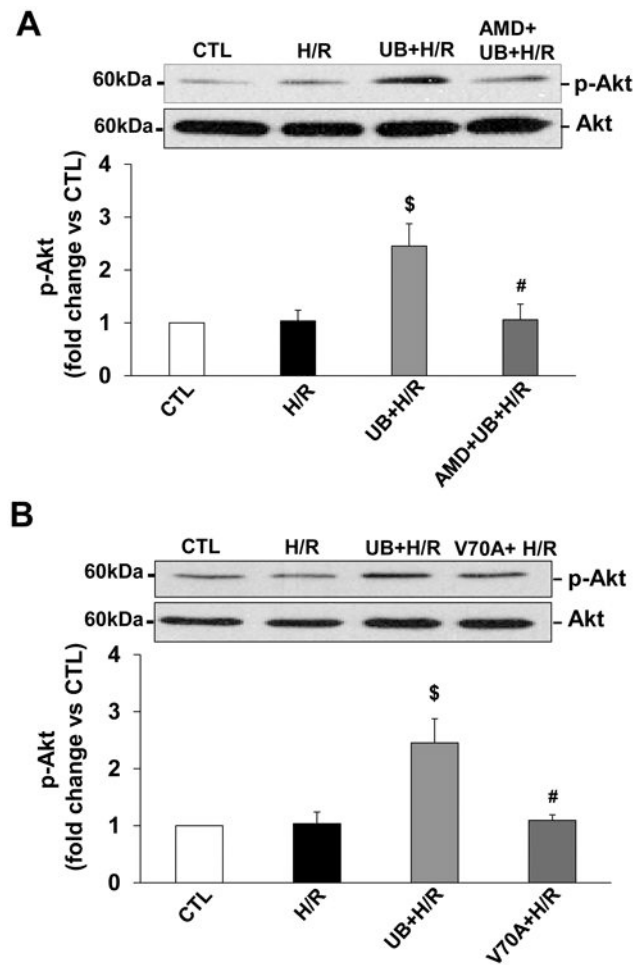 A
CTL H/R UB+H/R AMD+
UB+H/R
60kDa p-Akt
60kDa Akt
p-Akt
(fold change vs CTL)
4
3
2
1
0
$
#
CTL
H/R
UB+H/R
AMD+UB+H/R
B
CTL H/R UB+H/R V70A+ H/R
60kDa p-Akt
60kDa Akt
p-Akt
(fold change vs CTL)
4
3
2
1
0
$
#
CTL
H/R
UB+H/R
V70A+H/R